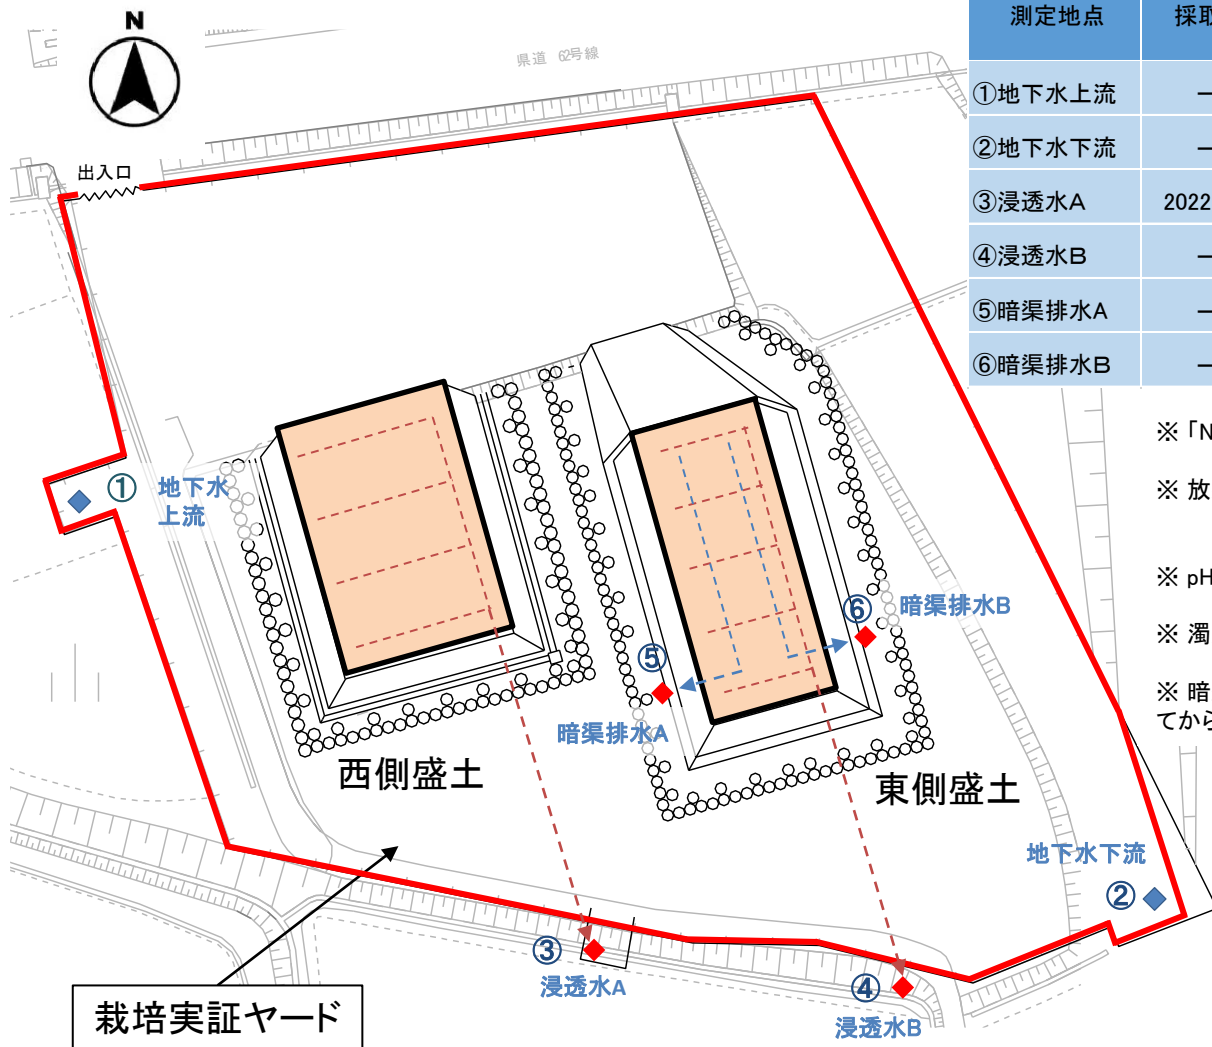 N
県道 62号線
出入口
測定地点 採取
①地下水上流 －
②地下水下流 －
③浸透水A 2022
④浸透水B －
⑤暗渠排水A －
⑥暗渠排水B －
※「N
※ 放
※ pH
※ 濁
※ 暗
てから
① 地下水
上流
⑥ 暗渠排水B
⑤
暗渠排水A
西側盛土
東側盛土
地下水下流
②
③
浸透水A
④
浸透水B
栽培実証ヤード